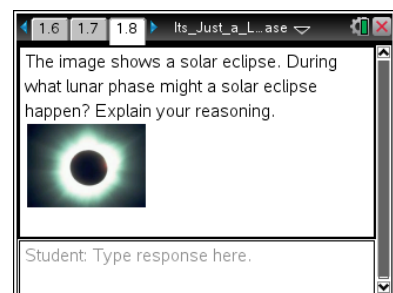 1.6 1.7 1.8 Its_Just_a_L...ase
The image shows a solar eclipse. During
what lunar phase might a solar eclipse
happen? Explain your reasoning.
Student: Type response here.